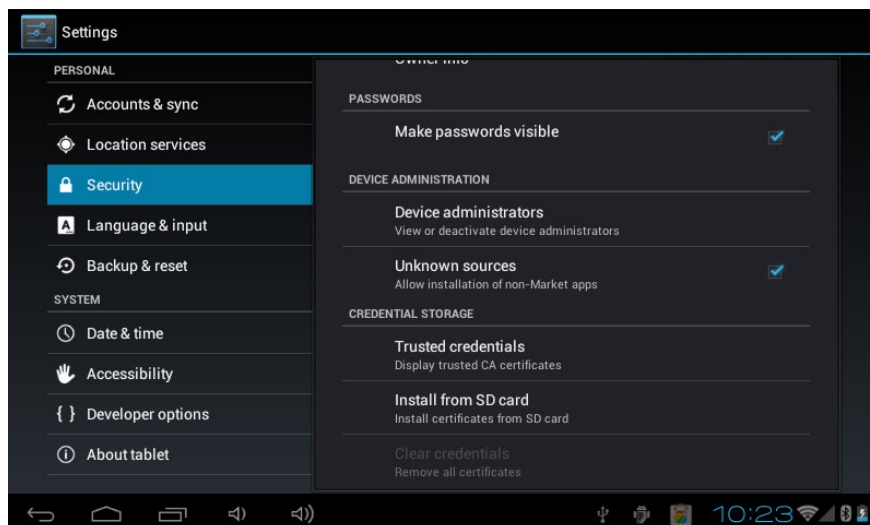 Settings
PERSONAL
Accounts & sync
Location services
Security
Language & input
Backup & reset
SYSTEM
Date & time
Accessibility
{ } Developer options
About tablet
Owner info
PASSWORDS
Make passwords visible
DEVICE ADMINISTRATION
Device administrators
View or deactivate device administrators
Unknown sources
Allow installation of non-Market apps
CREDENTIAL STORAGE
Trusted credentials
Display trusted CA certificates
Install from SD card
Install certificates from SD card
Clear credentials
Remove all certificates
10:23